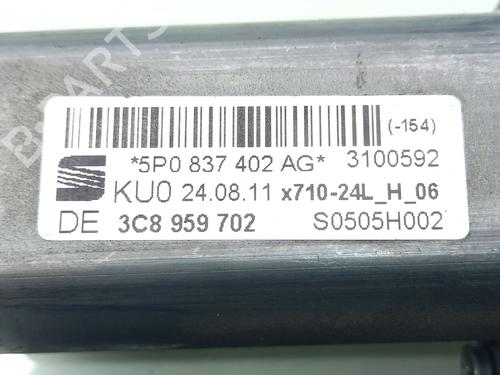 (-154)
*5P0 837 402 AG* 3100592
KU0 24.08.11 x710-24L_H_06
DE 3C8 959 702 S0505H002